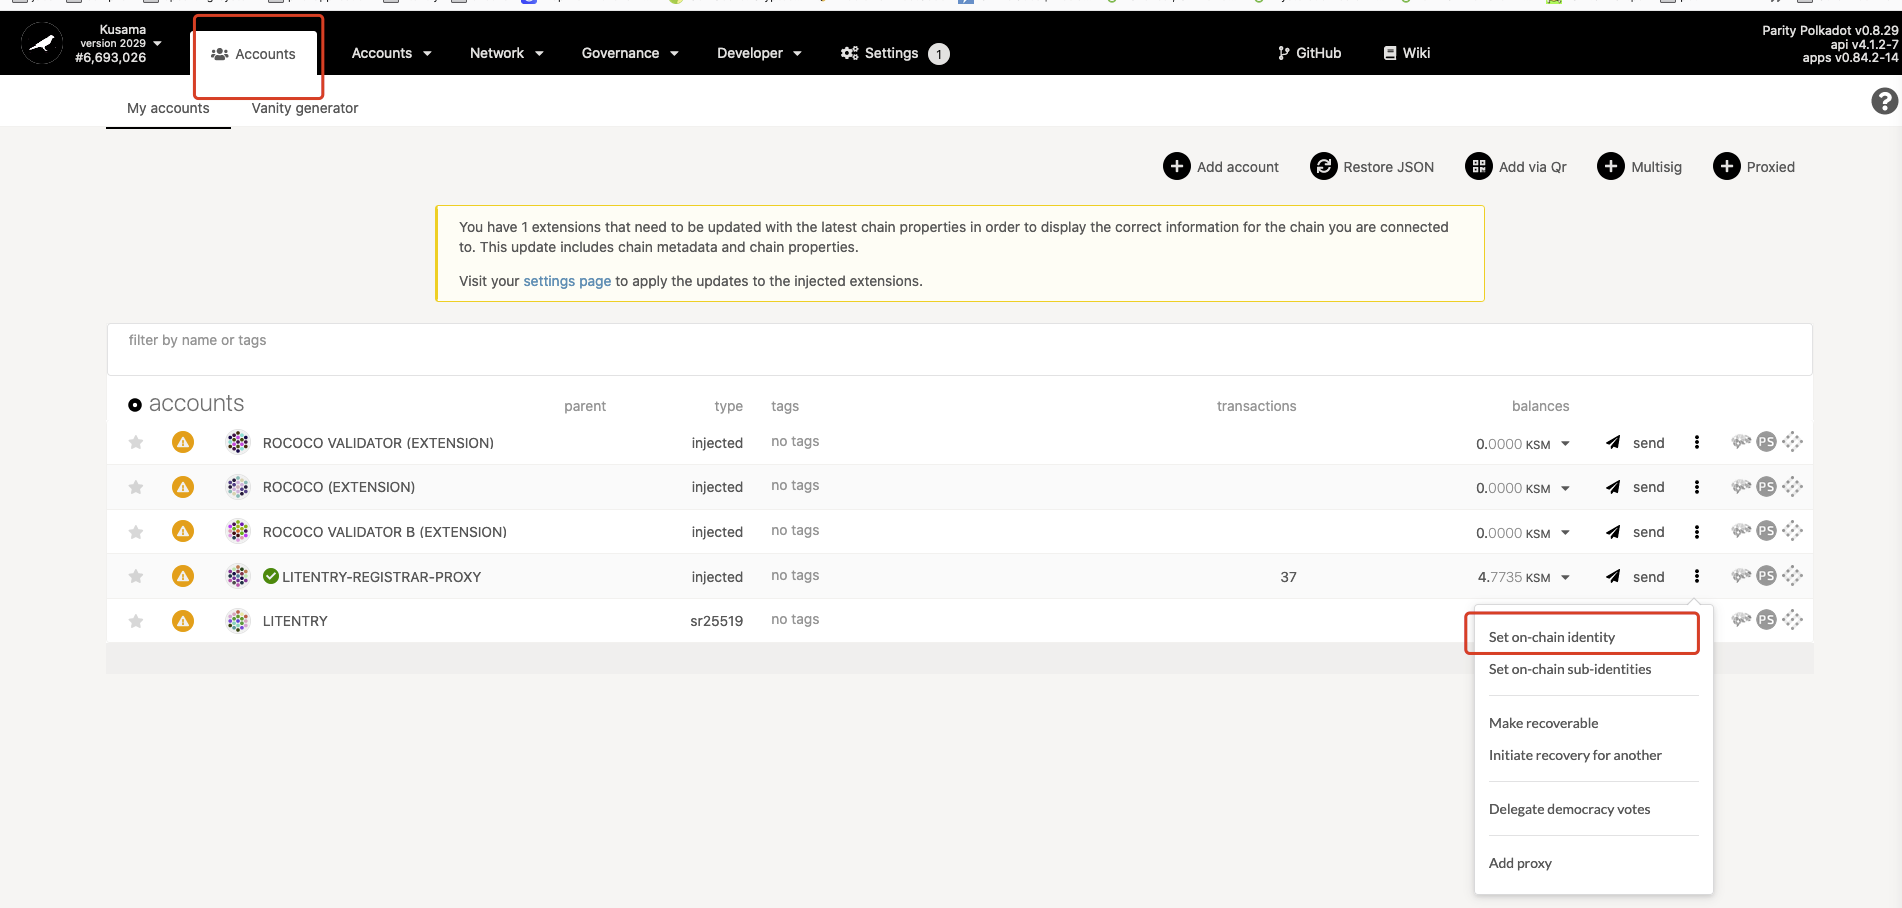 Kusama
version 2029
#6,693,026
Accounts
Accounts
Network
Governance
Developer
Settings
1
GitHub
Wiki
Parity Polkadot v0.8.29
api v4.1.2-7
apps v0.84.2-14
My accounts
Vanity generator
?
Add account
Restore JSON
Add via Qr
Multisig
Proxied
You have 1 extensions that need to be updated with the latest chain properties in order to display the correct information for the chain you are connected
to. This update includes chain metadata and chain properties.
Visit your settings page to apply the updates to the injected extensions.
filter by name or tags
accounts parent type tags transactions balances
ROCOCO VALIDATOR (EXTENSION) injected no tags 0.0000 KSM send PS
ROCOCO (EXTENSION) injected no tags 0.0000 KSM send PS
ROCOCO VALIDATOR B (EXTENSION) injected no tags 0.0000 KSM send PS
LITENTRY-REGISTRAR-PROXY injected no tags 37 4.7735 KSM send PS
LITENTRY sr25519 no tags PS
Set on-chain identity
Set on-chain sub-identities
Make recoverable
Initiate recovery for another
Delegate democracy votes
Add proxy